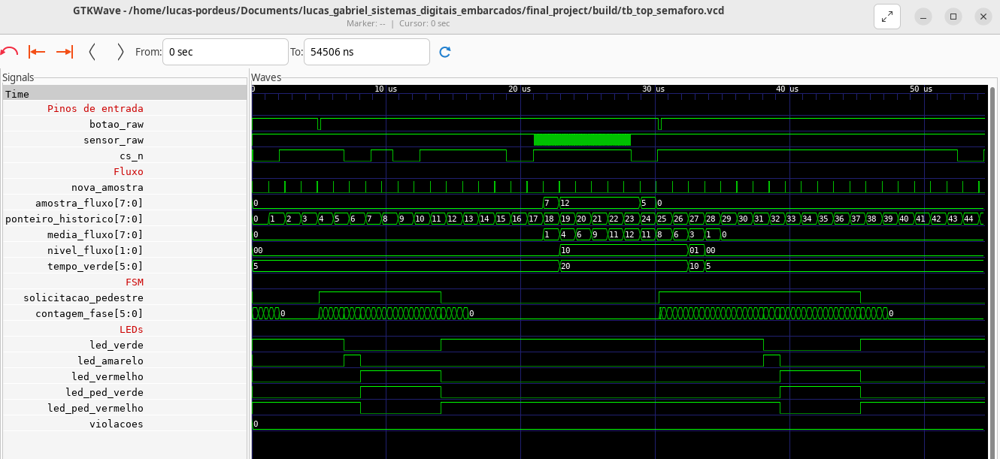 GTKWave - /home/lucas-pordeus/Documents/lucas_gabriel_sistemas_digitais_embarcados/final_project/build/tb_top_semaforo.vcd
Marker: -- | Cursor: 0 sec
From: 0 sec To: 54506 ns
Signals Waves
Time 0 10 us 20 us 30 us 40 us 50 us
Pinos de entrada
botao_raw
sensor_raw
cs_n
Fluxo
nova_amostra
amostra_fluxo[7:0] 0 7 12 5 0
ponteiro_historico[7:0] 0 1 2 3 4 5 6 7 8 9 10 11 12 13 14 15 16 17 18 19 20 21 22 23 24 25 26 27 28 29 30 31 32 33 34 35 36 37 38 39 40 41 42 43 44
media_fluxo[7:0] 0 1 4 6 9 11 12 11 8 6 3 1 0
nivel_fluxo[1:0] 00 10 01 00
tempo_verde[5:0] 5 20 10 5
FSM
solicitacao_pedestre
contagem_fase[5:0] 0 0 0
LEDs
led_verde
led_amarelo
led_vermelho
led_ped_verde
led_ped_vermelho
violacoes 0